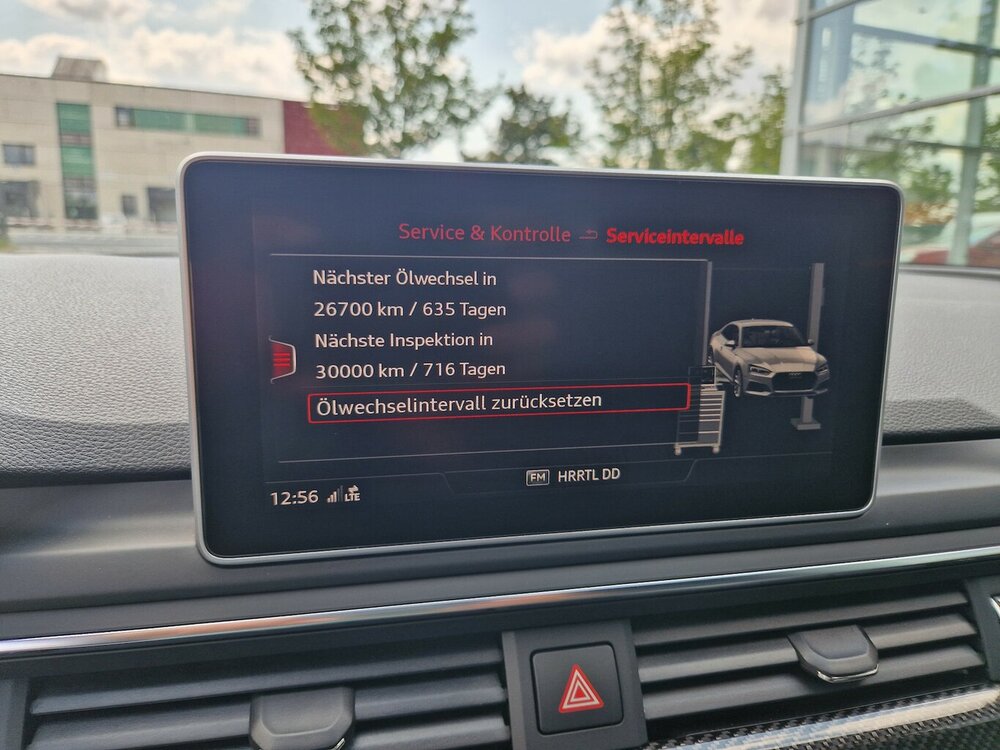 Service & Kontrolle Serviceintervalle
Nächster Ölwechsel in
26700 km / 635 Tagen
Nächste Inspektion in
30000 km / 716 Tagen
Ölwechselintervall zurücksetzen
FM HRRTL DD
12:56 LTE